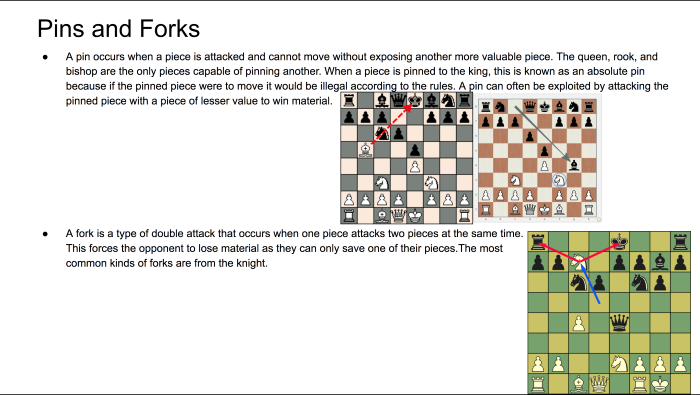 Pins and Forks
● A pin occurs when a piece is attacked and cannot move without exposing another more valuable piece. The queen, rook, and
bishop are the only pieces capable of pinning another. When a piece is pinned to the king, this is known as an absolute pin
because if the pinned piece were to move it would be illegal according to the rules. A pin can often be exploited by attacking the
pinned piece with a piece of lesser value to win material.
● A fork is a type of double attack that occurs when one piece attacks two pieces at the same time.
This forces the opponent to lose material as they can only save one of their pieces.The most
common kinds of forks are from the knight.